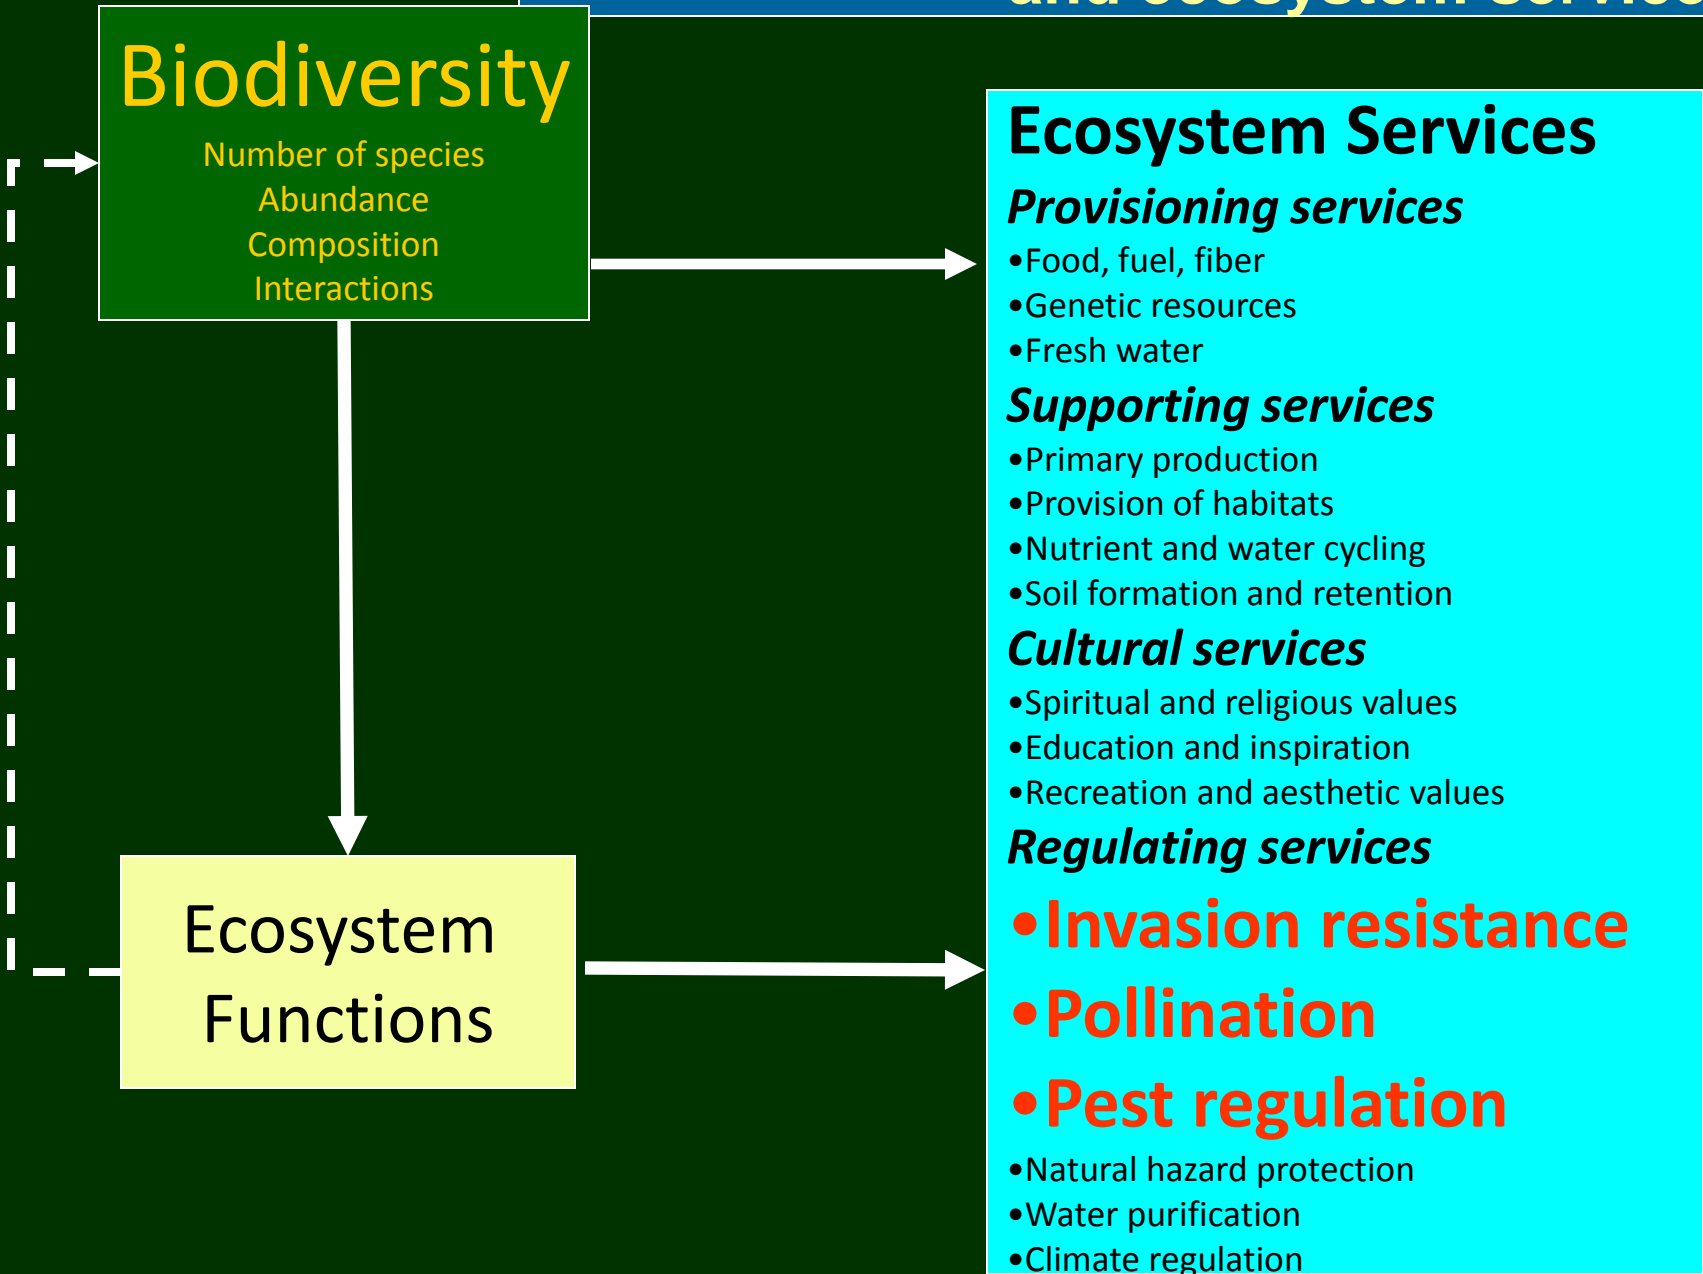 and ecosystem service
Biodiversity
Number of species
Abundance
Composition
Interactions
Ecosystem
Functions
Ecosystem Services
Provisioning services
•Food, fuel, fiber
•Genetic resources
•Fresh water
Supporting services
•Primary production
•Provision of habitats
•Nutrient and water cycling
•Soil formation and retention
Cultural services
•Spiritual and religious values
•Education and inspiration
•Recreation and aesthetic values
Regulating services
•Invasion resistance
•Pollination
•Pest regulation
•Natural hazard protection
•Water purification
•Climate regulation